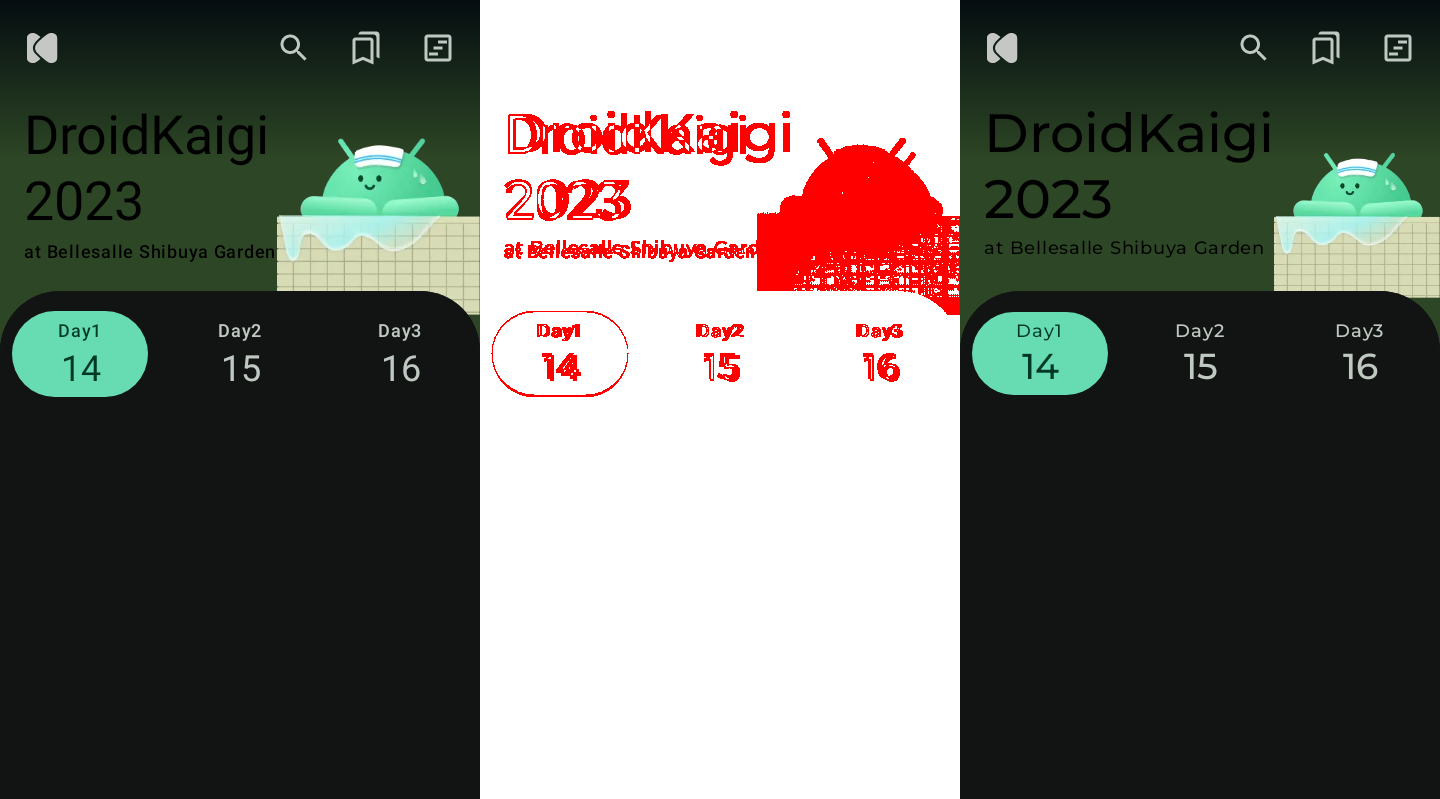 DroidKaigi
2023
at Bellesalle Shibuya Garden
Day1 Day2 Day3
14 15 16
DroidKaigi
2023
at Bellesalle Shibuya Garden
Day1 Day2 Day3
14 15 16
DroidKaigi
2023
at Bellesalle Shibuya Garden
Day1 Day2 Day3
14 15 16